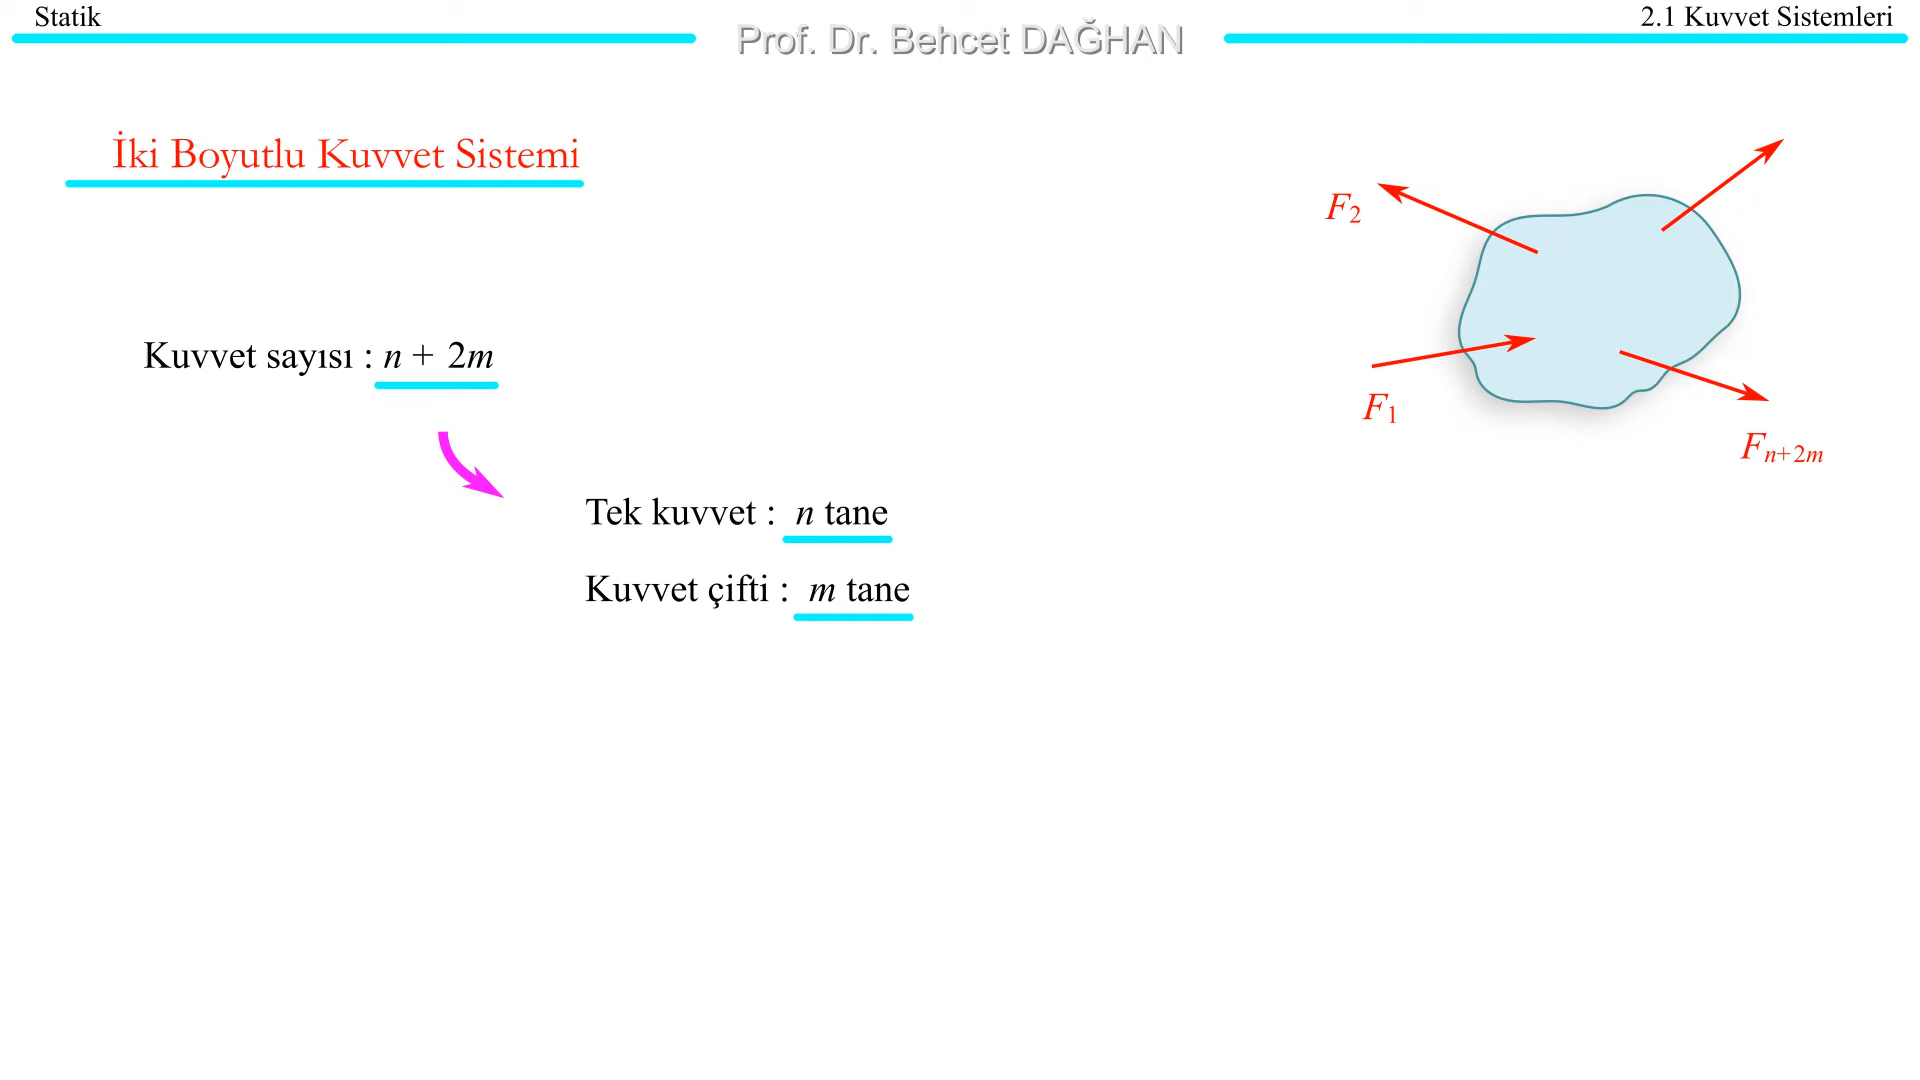 Statik
Prof. Dr. Behcet DAĞHAN
2.1 Kuvvet Sistemleri
İki Boyutlu Kuvvet Sistemi
F2
Kuvvet sayısı : n + 2m
F1
Fn+2m
Tek kuvvet : n tane
Kuvvet çifti : m tane